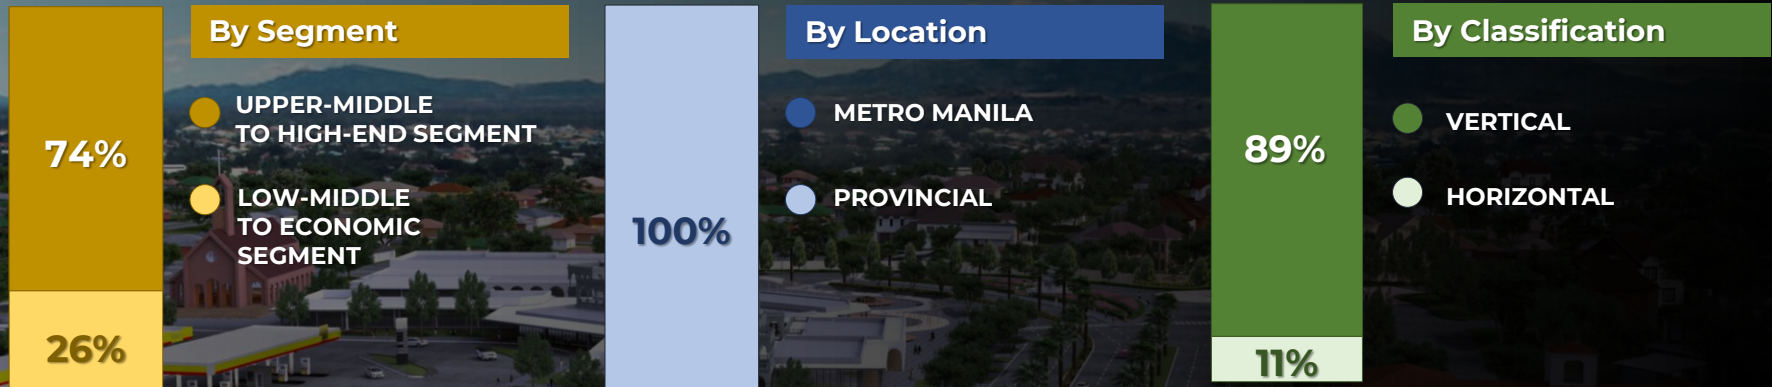 By Segment
74%
26%
UPPER-MIDDLE
TO HIGH-END SEGMENT
LOW-MIDDLE
TO ECONOMIC
SEGMENT
By Location
100%
METRO MANILA
PROVINCIAL
By Classification
89%
11%
VERTICAL
HORIZONTAL